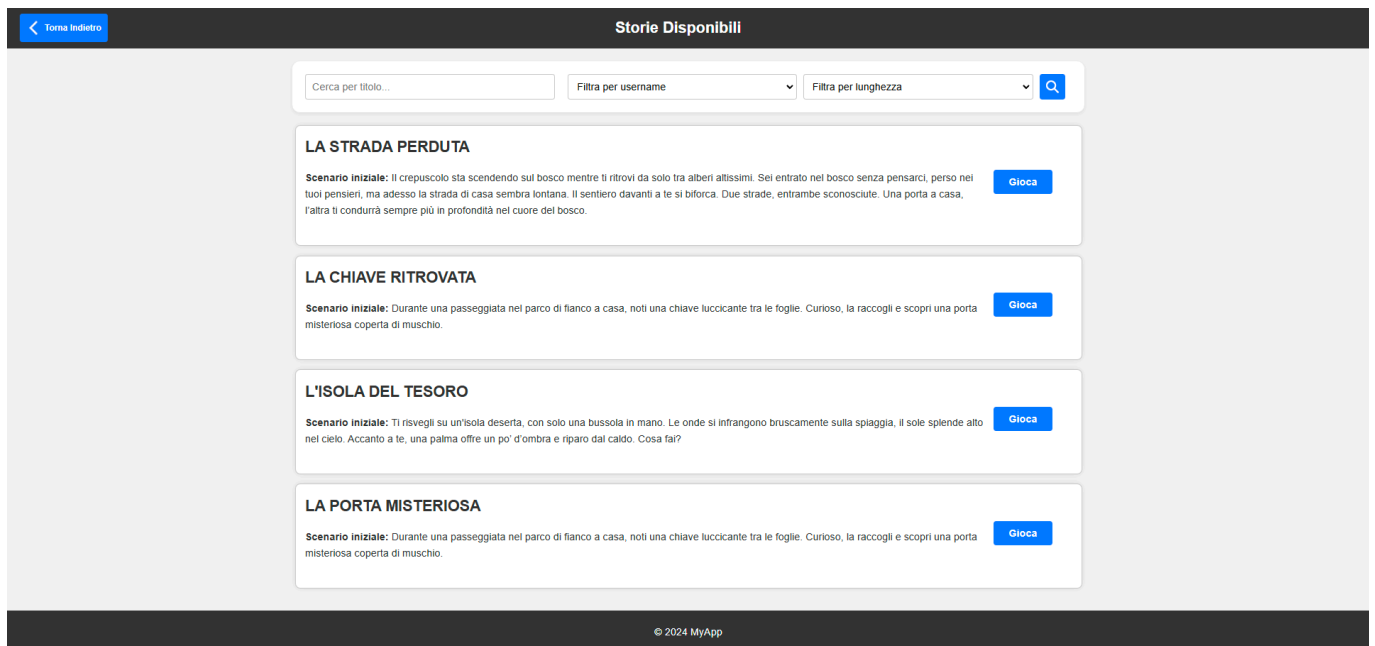 Torna Indietro
Storie Disponibili
Cerca per titolo...
Filtra per username
Filtra per lunghezza
LA STRADA PERDUTA
Scenario iniziale: Il crepuscolo sta scendendo sul bosco mentre ti ritrovi da solo tra alberi altissimi. Sei entrato nel bosco senza pensarci, perso nei
tuoi pensieri, ma adesso la strada di casa sembra lontana. Il sentiero davanti a te si biforca. Due strade, entrambe sconosciute. Una porta a casa,
l'altra ti condurrà sempre più in profondità nel cuore del bosco.
Gioca
LA CHIAVE RITROVATA
Scenario iniziale: Durante una passeggiata nel parco di fianco a casa, noti una chiave luccicante tra le foglie. Curioso, la raccogli e scopri una porta
misteriosa coperta di muschio.
Gioca
L'ISOLA DEL TESORO
Scenario iniziale: Ti risvegli su un'isola deserta, con solo una bussola in mano. Le onde si infrangono bruscamente sulla spiaggia, il sole splende alto
nel cielo. Accanto a te, una palma offre un po' d'ombra e riparo dal caldo. Cosa fai?
Gioca
LA PORTA MISTERIOSA
Scenario iniziale: Durante una passeggiata nel parco di fianco a casa, noti una chiave luccicante tra le foglie. Curioso, la raccogli e scopri una porta
misteriosa coperta di muschio.
Gioca
© 2024 MyApp